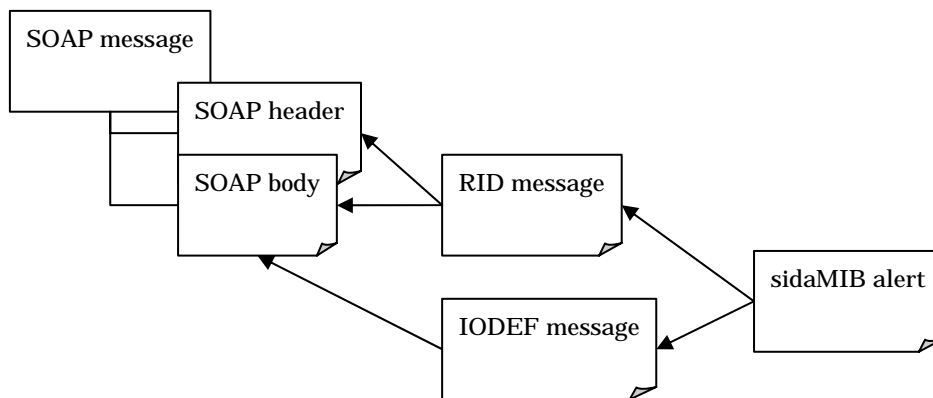 SOAP message
SOAP header
SOAP body
RID message
sidaMIB alert
IODEF message